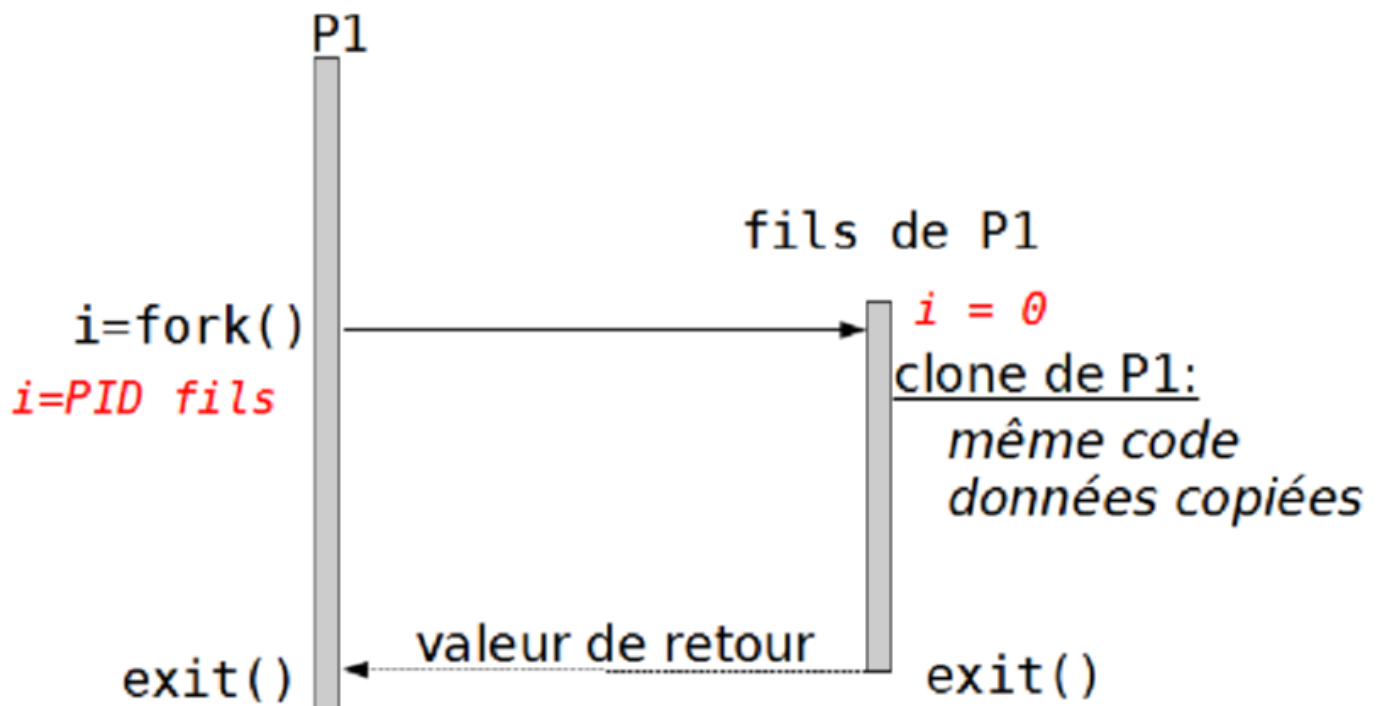 P1
fils de P1
i=fork()
i = 0
i=PID fils
clone de P1:
même code
données copiées
valeur de retour
exit()
exit()